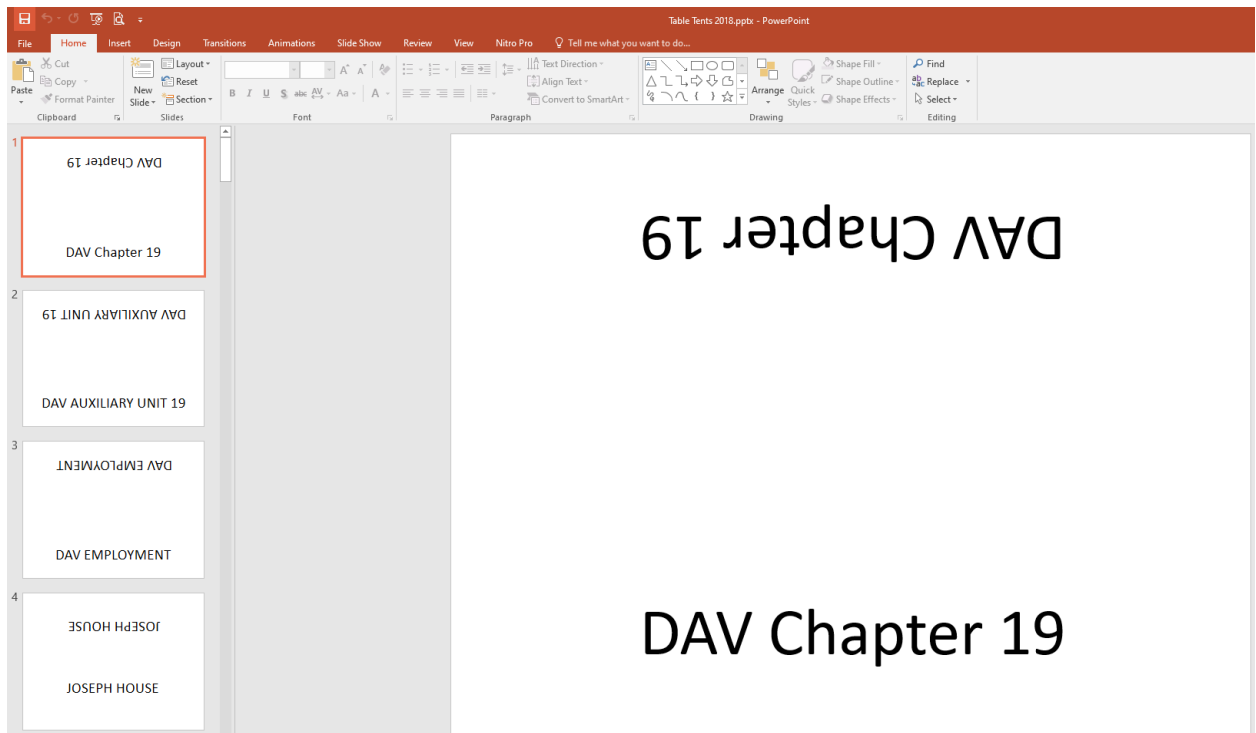 Table Tents 2018.pptx - PowerPoint
File Home Insert Design Transitions Animations Slide Show Review View Nitro Pro Tell me what you want to do...
Paste
Cut
Copy
Format Painter
Clipboard
New Slide
Layout
Reset
Section
Slides
B I U S abc AV Aa A
Font
Text Direction
Align Text
Convert to SmartArt
Paragraph
Arrange
Quick Styles
Shape Fill
Shape Outline
Shape Effects
Drawing
Find
Replace
Select
Editing
1
DAV Chapter 19
DAV Chapter 19
2
DAV AUXILIARY UNIT 19
DAV AUXILIARY UNIT 19
3
DAV EMPLOYMENT
DAV EMPLOYMENT
4
JOSEPH HOUSE
JOSEPH HOUSE
DAV Chapter 19
DAV Chapter 19